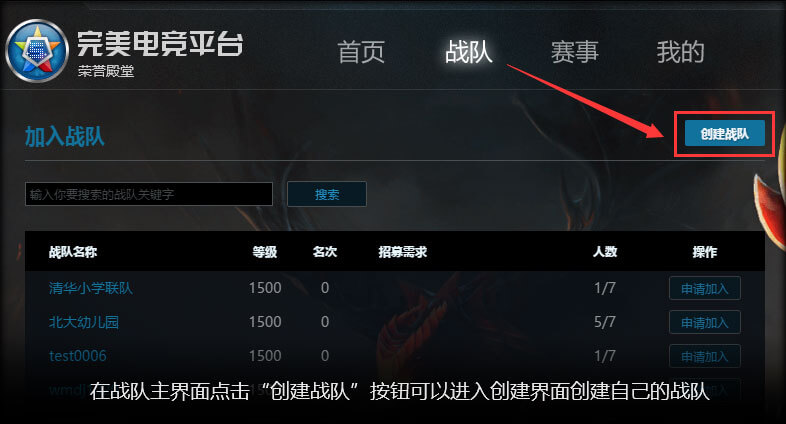 完美电竞平台
荣誉殿堂
首页 战队 赛事 我的
加入战队
创建战队
输入你要搜索的战队关键字 搜索
战队名称 等级 名次 招募需求 人数 操作
清华小学联队 1500 0 1/7 申请加入
北大幼儿园 1500 0 5/7 申请加入
test0006 1500 0 1/7 申请加入
在战队主界面点击“创建战队”按钮可以进入创建界面创建自己的战队